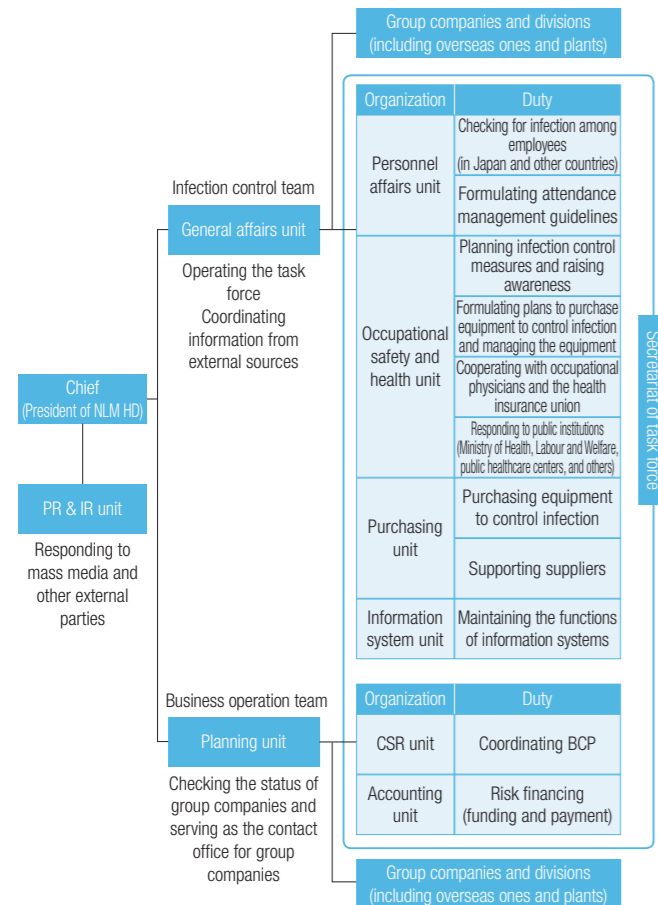 Group companies and divisions
(including overseas ones and plants)
Organization
Duty
Personnel
affairs unit
Checking for infection among
employees
(in Japan and other countries)
Formulating attendance
management guidelines
Occupational
safety and
health unit
Planning infection control
measures and raising
awareness
Formulating plans to purchase
equipment to control infection
and managing the equipment
Cooperating with occupational
physicians and the health
insurance union
Responding to public institutions
(Ministry of Health, Labour and Welfare,
public healthcare centers, and others)
Purchasing
unit
Purchasing equipment
to control infection
Supporting suppliers
Information
system unit
Maintaining the functions
of information systems
Infection control team
General affairs unit
Operating the task
force
Coordinating
information from
external sources
Chief
(President of NLM HD)
PR & IR unit
Responding to
mass media and
other external
parties
Secretariat of task force
Business operation team
Planning unit
Checking the status of
group companies and
serving as the contact
office for group
companies
Organization
Duty
CSR unit
Coordinating BCP
Accounting
unit
Risk financing
(funding and payment)
Group companies and divisions
(including overseas ones and plants)